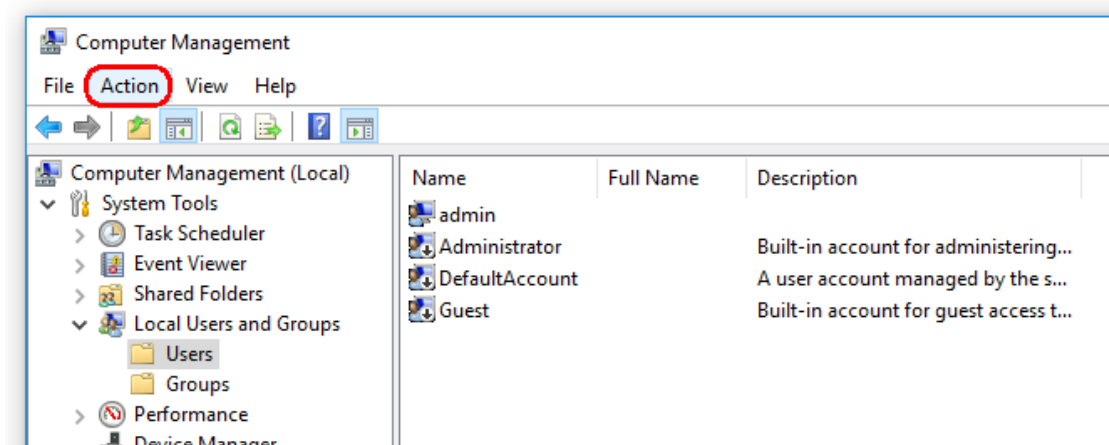 Computer Management
File Action View Help
Computer Management (Local)
System Tools
Task Scheduler
Event Viewer
Shared Folders
Local Users and Groups
Users
Groups
Performance
Device Manager
Name Full Name Description
admin
Administrator Built-in account for administering...
DefaultAccount A user account managed by the s...
Guest Built-in account for guest access t...